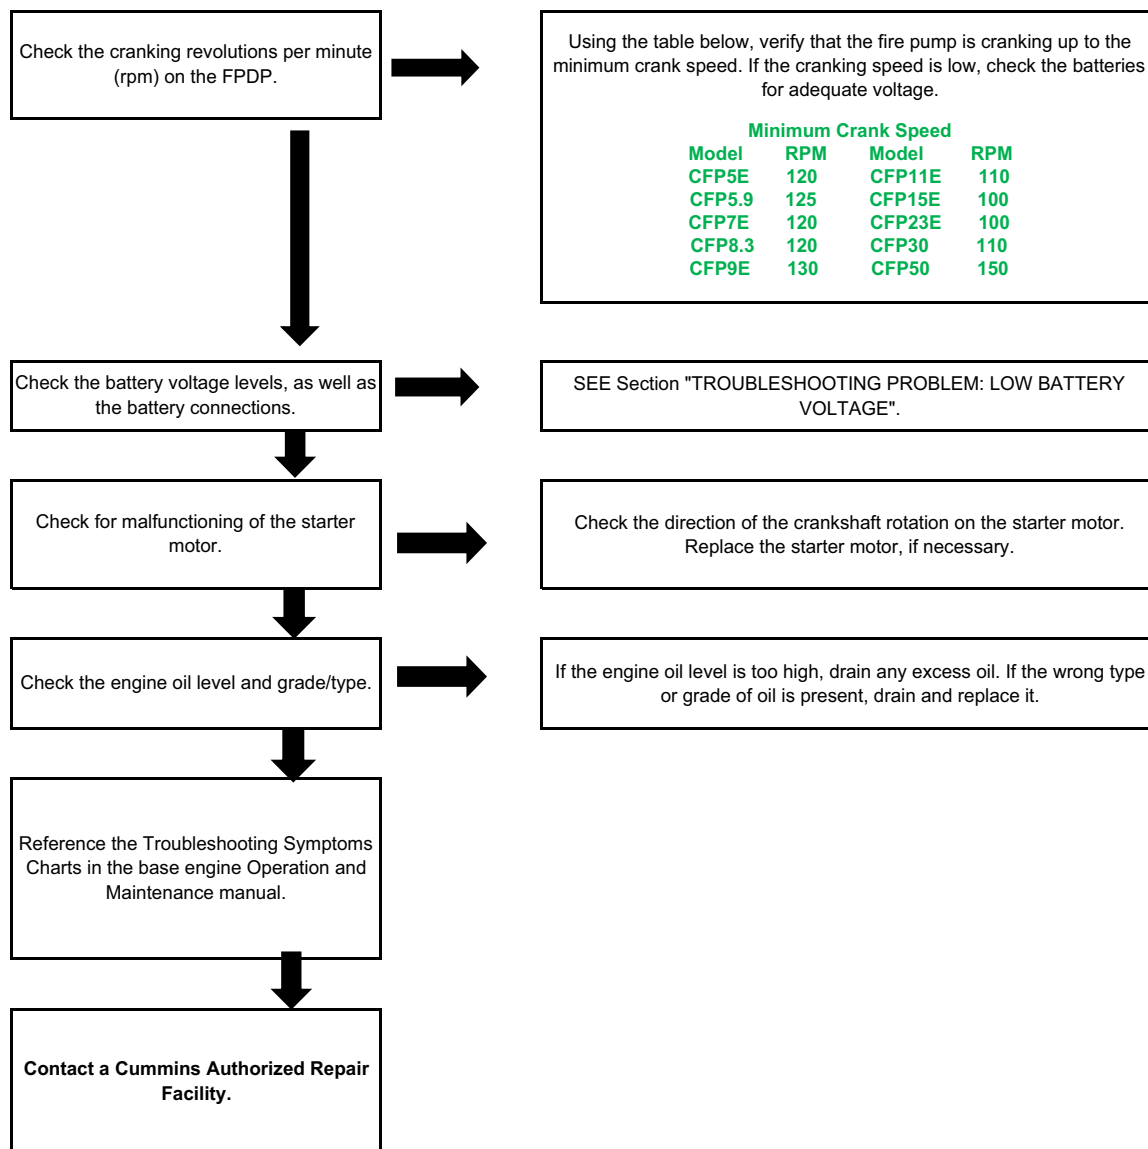 Check the cranking revolutions per minute
(rpm) on the FPDP.
Using the table below, verify that the fire pump is cranking up to the
minimum crank speed. If the cranking speed is low, check the batteries
for adequate voltage.
Minimum Crank Speed
Model RPM Model RPM
CFP5E 120 CFP11E 110
CFP5.9 125 CFP15E 100
CFP7E 120 CFP23E 100
CFP8.3 120 CFP30 110
CFP9E 130 CFP50 150
Check the battery voltage levels, as well as
the battery connections.
SEE Section "TROUBLESHOOTING PROBLEM: LOW BATTERY
VOLTAGE".
Check for malfunctioning of the starter
motor.
Check the direction of the crankshaft rotation on the starter motor.
Replace the starter motor, if necessary.
Check the engine oil level and grade/type.
If the engine oil level is too high, drain any excess oil. If the wrong type
or grade of oil is present, drain and replace it.
Reference the Troubleshooting Symptoms
Charts in the base engine Operation and
Maintenance manual.
Contact a Cummins Authorized Repair
Facility.